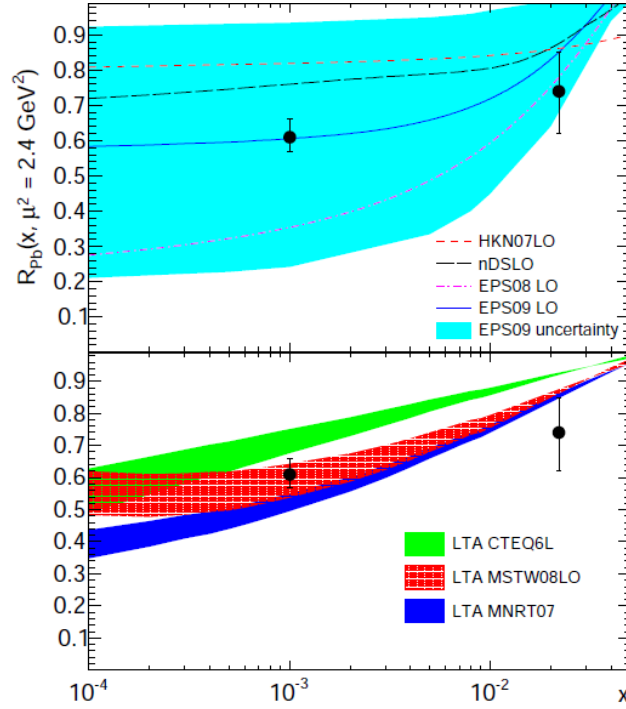 R_Pb(x, μ² = 2.4 GeV²)
0.9
0.8
0.7
0.6
0.5
0.4
0.3
0.2
0.1
HKN07LO
nDSLO
EPS08 LO
EPS09 LO
EPS09 uncertainty
0.9
0.8
0.7
0.6
0.5
0.4
0.3
0.2
0.1
LTA CTEQ6L
LTA MSTW08LO
LTA MNRT07
10⁻⁴ 10⁻³ 10⁻² x